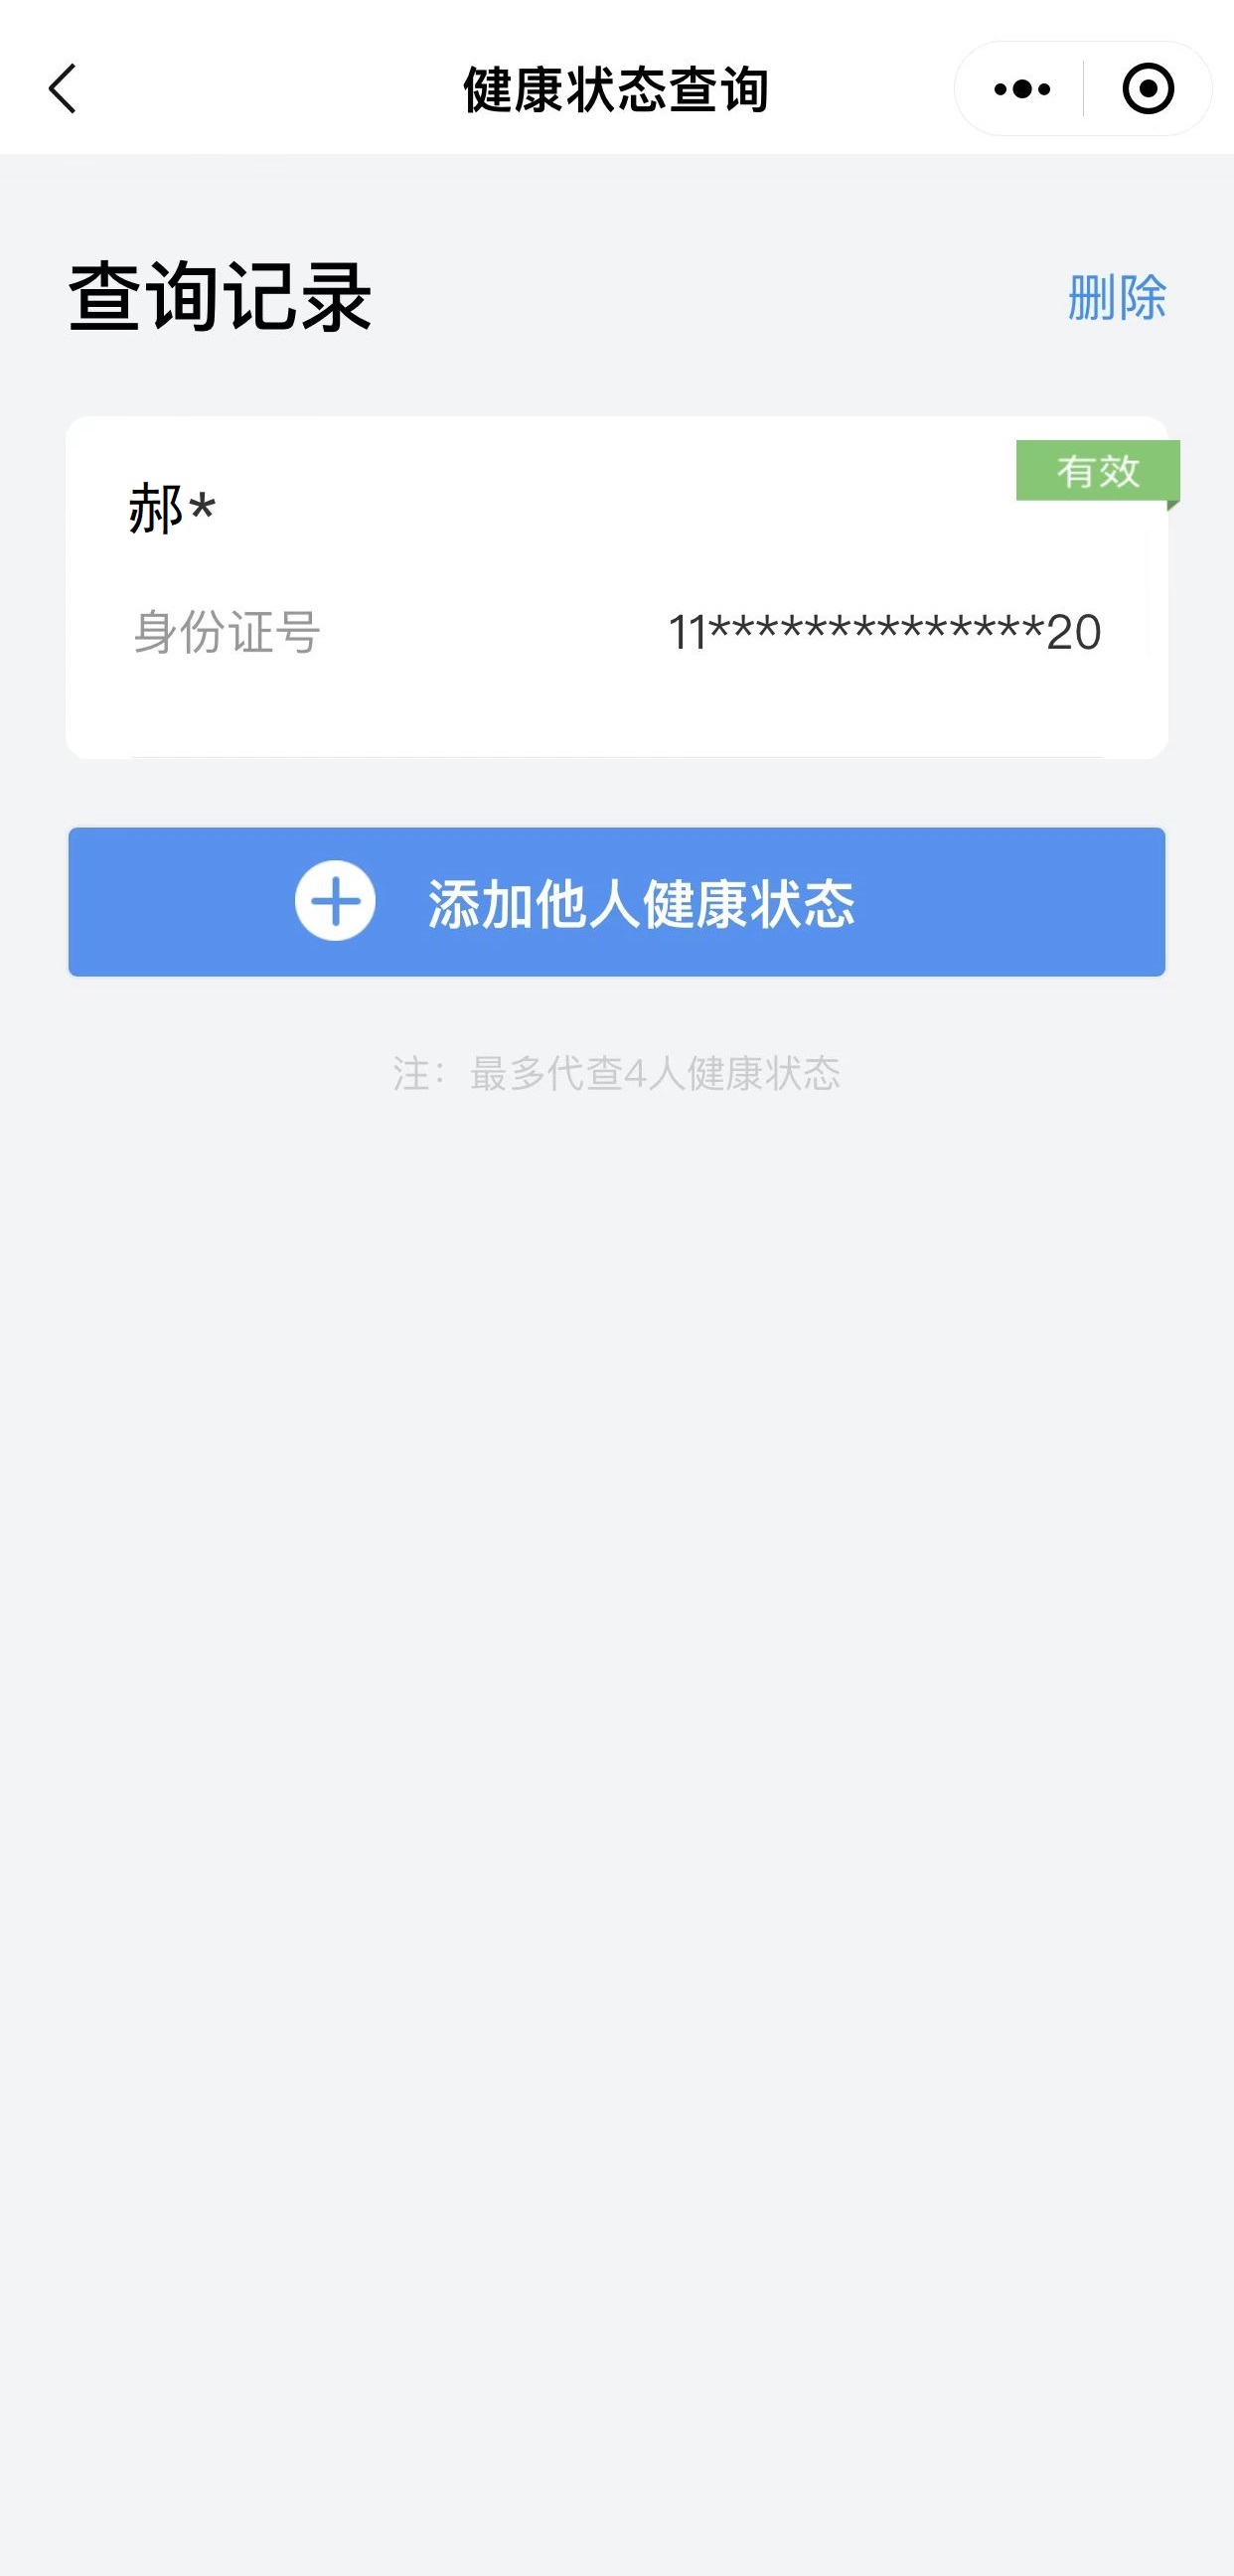 健康状态查询
查询记录
删除
有效
郝*
身份证号
11**************20
添加他人健康状态
注：最多代查4人健康状态